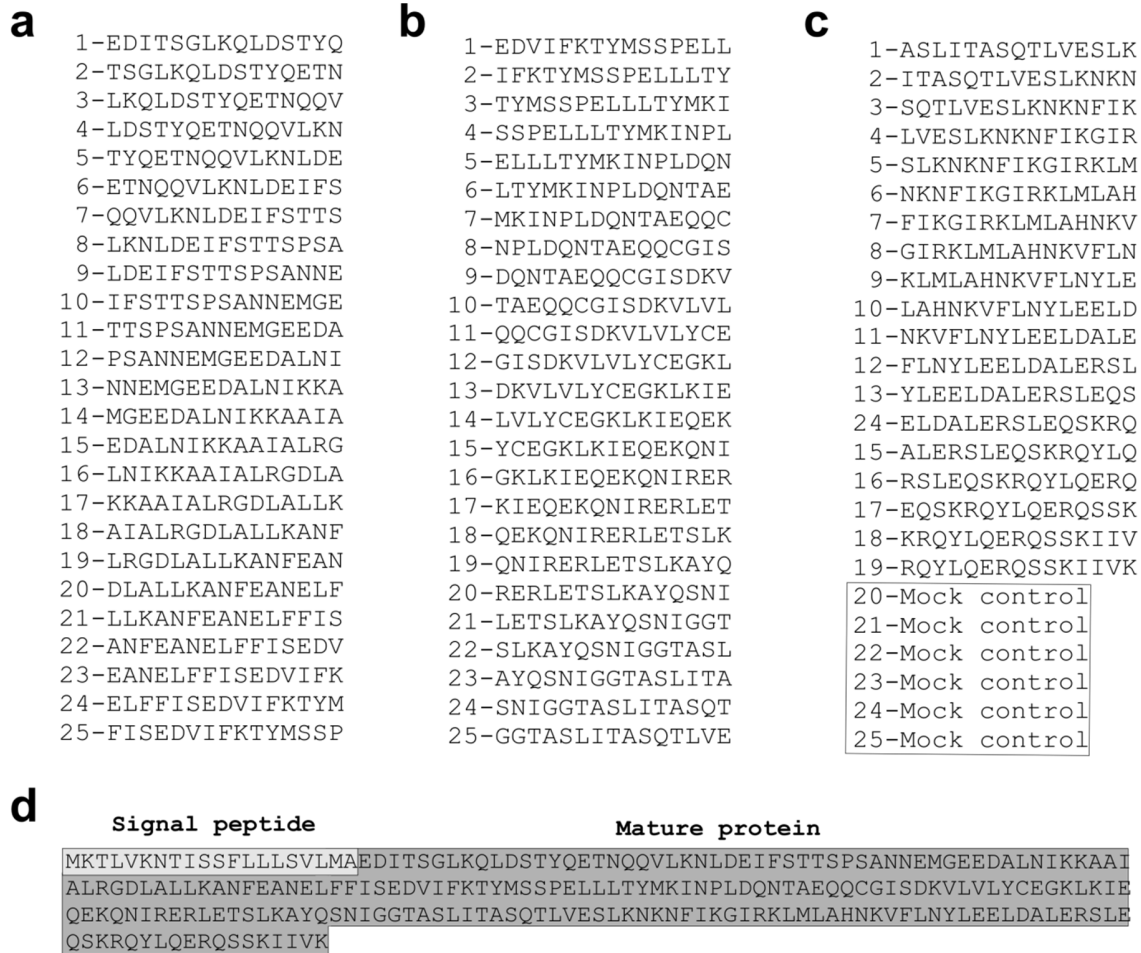 a
1-EDITSGLKQLDSTYQ
2-TSGLKQLDSTYQETN
3-LKQLDSTYQETNQQV
4-LDSTYQETNQQVLKN
5-TYQETNQQVLKNLDE
6-ETNQQVLKNLDEIFS
7-QQVLKNLDEIFSTTS
8-LKNLDEIFSTTSPSA
9-LDEIFSTTSPSANNE
10-IFSTTSPSANNEMGE
11-TTSPSANNEMGEEDA
12-PSANNEMGEEDALNI
13-NNEMGEEDALNIKKA
14-MGEEDALNIKKAAIA
15-EDALNIKKAAIALRG
16-LNIKKAAIALRGDLA
17-KKAAIALRGDLALLK
18-AIALRGDLALLKANF
19-LRGDLALLKANFEAN
20-DLALLKANFEANELF
21-LLKANFEANELFFIS
22-ANFEANELFFISEDV
23-EANELFFISEDVIFK
24-ELFFISEDVIFKTYM
25-FISEDVIFKTYMSSP
b
1-EDVIFKTYMSSPELL
2-IFKTYMSSPELLLTY
3-TYMSSPELLLTYMKI
4-SSPELLLTYMKINPL
5-ELLLTYMKINPLDQN
6-LTYMKINPLDQNTAE
7-MKINPLDQNTAEQQC
8-NPLDQNTAEQQCGIS
9-DQNTAEQQCGISDKV
10-TAEQQCGISDKVLVL
11-QQCGISDKVLVLYCE
12-GISDKVLVLYCEGKL
13-DKVLVLYCEGKLKIE
14-LVLYCEGKLKIEQEK
15-YCEGKLKIEQEKQNI
16-GKLKIEQEKQNIRER
17-KIEQEKQNIRERLET
18-QEKQNIRERLETSLK
19-QNIRERLETSLKAYQ
20-RERLETSLKAYQSNI
21-LETSLKAYQSNIGGT
22-SLKAYQSNIGGTASL
23-AYQSNIGGTASLITA
24-SNIGGTASLITASQT
25-GGTASLITASQTLVE
c
1-ASLITASQTLVESLK
2-ITASQTLVESLKNKN
3-SQTLVESLKNKNFIK
4-LVESLKNKNFIKGIR
5-SLKNKNFIKGIRKLM
6-NKNFIKGIRKLMLAH
7-FIKGIRKLMLAHNKV
8-GIRKLMLAHNKVFLN
9-KLMLAHNKVFLNYLE
10-LAHNKVFLNYLEELD
11-NKVFLNYLEELDALE
12-FLNYLEELDALERSL
13-YLEELDALERSLEQS
24-ELDALERSLEQSKRQ
15-ALERSLEQSKRQYLQ
16-RSLEQSKRQYLQERQ
17-EQSKRQYLQERQSSK
18-KRQYLQERQSSKIIV
19-RQYLQERQSSKIIVK
20-Mock control
21-Mock control
22-Mock control
23-Mock control
24-Mock control
25-Mock control
d
Signal peptide
Mature protein
MKTLVKNTISSFLLLSVLMAEDITSGLKQLDSTYQETNQQVLKNLDEIFSTTSPSANNEMGEEDALNIKKAAI
ALRGDLALLKANFEANELFFISEDVIFKTYMSSPELLLTYMKINPLDQNTAEQQCGISDKVLVLYCEGKLKIE
QEKQNIRERLETSLKAYQSNIGGTASLITASQTLVESLKNKNFIKGIRKLMLAHNKVFLNYLEELDALERSLE
QSKRQYLQERQSSKIIVK